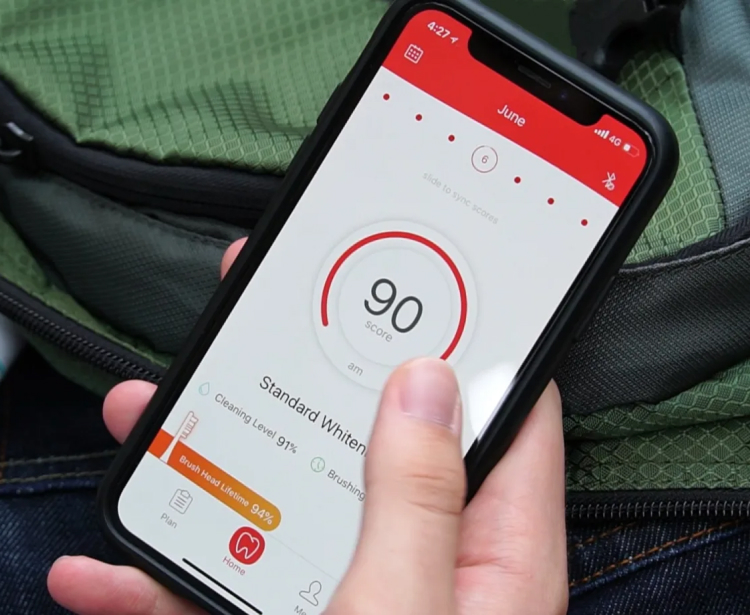 4:27
June
4G
6
slide to sync scores
90
score
am
Standard Whiten
Cleaning Level 91%
Brushing
Brush Head Lifetime 94%
Plan
Home